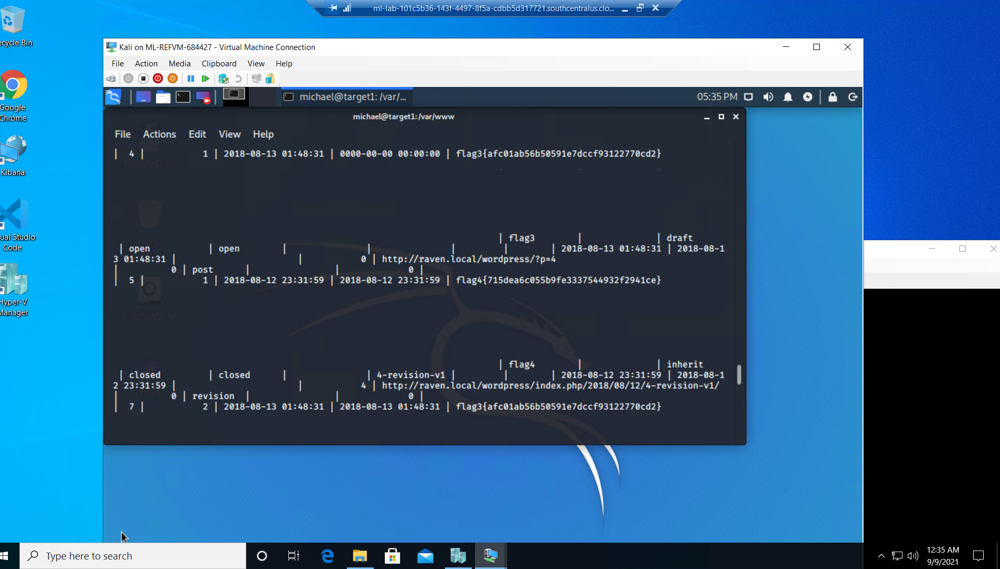 ml-lab-101c5b36-143f-4497-8f5a-cdbb5d317721.southcentralus.clo...
ecycle Bin
Google
Chrome
Kibana
ual Studio
Code
Hyper-V
Manager
Kali on ML-REFVM-684427 - Virtual Machine Connection
File Action Media Clipboard View Help
michael@target1: /var/...
05:35 PM
michael@target1:/var/www
File Actions Edit View Help
| 4 | 1 | 2018-08-13 01:48:31 | 0000-00-00 00:00:00 | flag3{afc01ab56b50591e7dccf93122770cd2}
| flag3 | | draft
| open | open | | | | | 2018-08-13 01:48:31 | 2018-08-1
3 01:48:31 | | 0 | http://raven.local/wordpress/?p=4
| 0 | post | | 0 |
| 5 | 1 | 2018-08-12 23:31:59 | 2018-08-12 23:31:59 | flag4{715dea6c055b9fe3337544932f2941ce}
File System
| flag4 | | inherit
| closed | closed | | 4-revision-v1 | | | 2018-08-12 23:31:59 | 2018-08-1
2 23:31:59 | | 4 | http://raven.local/wordpress/index.php/2018/08/12/4-revision-v1/
| 0 | revision | | 0 |
| 7 | 2 | 2018-08-13 01:48:31 | 2018-08-13 01:48:31 | flag3{afc01ab56b50591e7dccf93122770cd2}
Type here to search
12:35 AM
9/9/2021